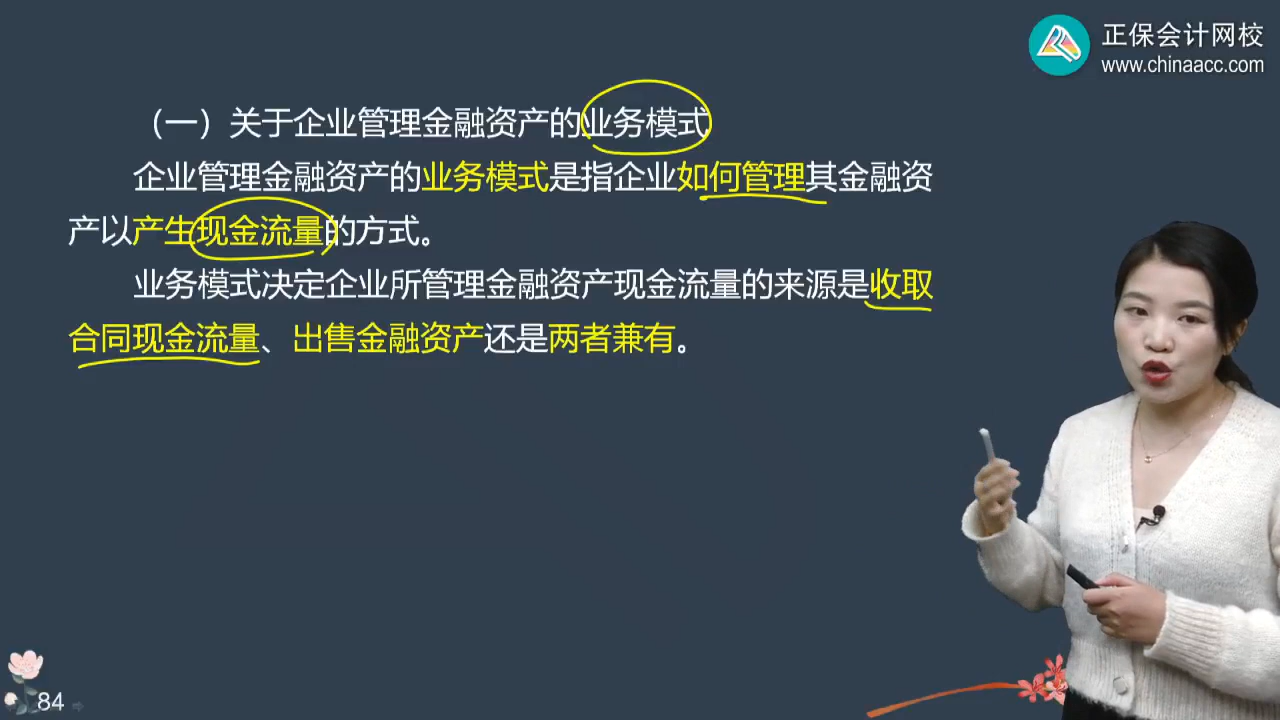 正保会计网校
www.chinaacc.com
（一）关于企业管理金融资产的业务模式
企业管理金融资产的业务模式是指企业如何管理其金融资
产以产生现金流量的方式。
业务模式决定企业所管理金融资产现金流量的来源是收取
合同现金流量、出售金融资产还是两者兼有。
84